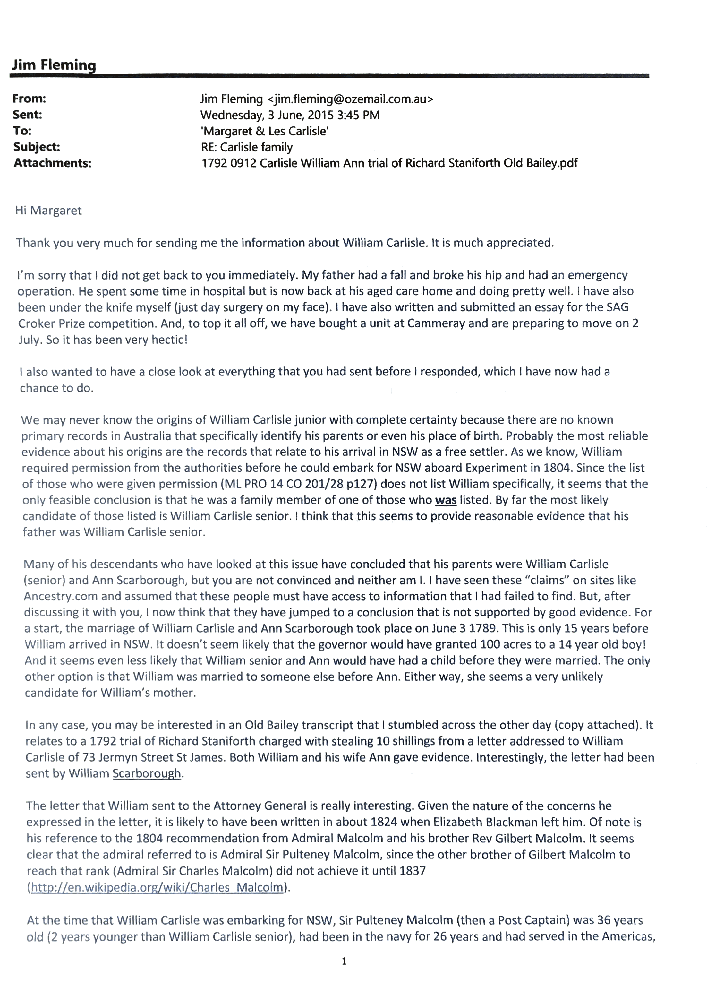 Jim Fleming
From: Jim Fleming <jim.fleming@ozemail.com.au>
Sent: Wednesday, 3 June, 2015 3:45 PM
To: 'Margaret & Les Carlisle'
Subject: RE: Carlisle family
Attachments: 1792 0912 Carlisle William Ann trial of Richard Staniforth Old Bailey.pdf
Hi Margaret
Thank you very much for sending me the information about William Carlisle. It is much appreciated.
I'm sorry that I did not get back to you immediately. My father had a fall and broke his hip and had an emergency
operation. He spent some time in hospital but is now back at his aged care home and doing pretty well. I have also
been under the knife myself (just day surgery on my face). I have also written and submitted an essay for the SAG
Croker Prize competition. And, to top it all off, we have bought a unit at Cammeray and are preparing to move on 2
July. So it has been very hectic!
I also wanted to have a close look at everything that you had sent before I responded, which I have now had a
chance to do.
We may never know the origins of William Carlisle junior with complete certainty because there are no known
primary records in Australia that specifically identify his parents or even his place of birth. Probably the most reliable
evidence about his origins are the records that relate to his arrival in NSW as a free settler. As we know, William
required permission from the authorities before he could embark for NSW aboard Experiment in 1804. Since the list
of those who were given permission (ML PRO 14 CO 201/28 p127) does not list William specifically, it seems that the
only feasible conclusion is that he was a family member of one of those who was listed. By far the most likely
candidate of those listed is William Carlisle senior. I think that this seems to provide reasonable evidence that his
father was William Carlisle senior.
Many of his descendants who have looked at this issue have concluded that his parents were William Carlisle
(senior) and Ann Scarborough, but you are not convinced and neither am I. I have seen these “claims” on sites like
Ancestry.com and assumed that these people must have access to information that I had failed to find. But, after
discussing it with you, I now think that they have jumped to a conclusion that is not supported by good evidence. For
a start, the marriage of William Carlisle and Ann Scarborough took place on June 3 1789. This is only 15 years before
William arrived in NSW. It doesn't seem likely that the governor would have granted 100 acres to a 14 year old boy!
And it seems even less likely that William senior and Ann would have had a child before they were married. The only
other option is that William was married to someone else before Ann. Either way, she seems a very unlikely
candidate for William's mother.
In any case, you may be interested in an Old Bailey transcript that I stumbled across the other day (copy attached). It
relates to a 1792 trial of Richard Staniforth charged with stealing 10 shillings from a letter addressed to William
Carlisle of 73 Jermyn Street St James. Both William and his wife Ann gave evidence. Interestingly, the letter had been
sent by William Scarborough.
The letter that William sent to the Attorney General is really interesting. Given the nature of the concerns he
expressed in the letter, it is likely to have been written in about 1824 when Elizabeth Blackman left him. Of note is
his reference to the 1804 recommendation from Admiral Malcolm and his brother Rev Gilbert Malcolm. It seems
clear that the admiral referred to is Admiral Sir Pulteney Malcolm, since the other brother of Gilbert Malcolm to
reach that rank (Admiral Sir Charles Malcolm) did not achieve it until 1837
(http://en.wikipedia.org/wiki/Charles_Malcolm).
At the time that William Carlisle was embarking for NSW, Sir Pulteney Malcolm (then a Post Captain) was 36 years
old (2 years younger than William Carlisle senior), had been in the navy for 26 years and had served in the Americas,
1